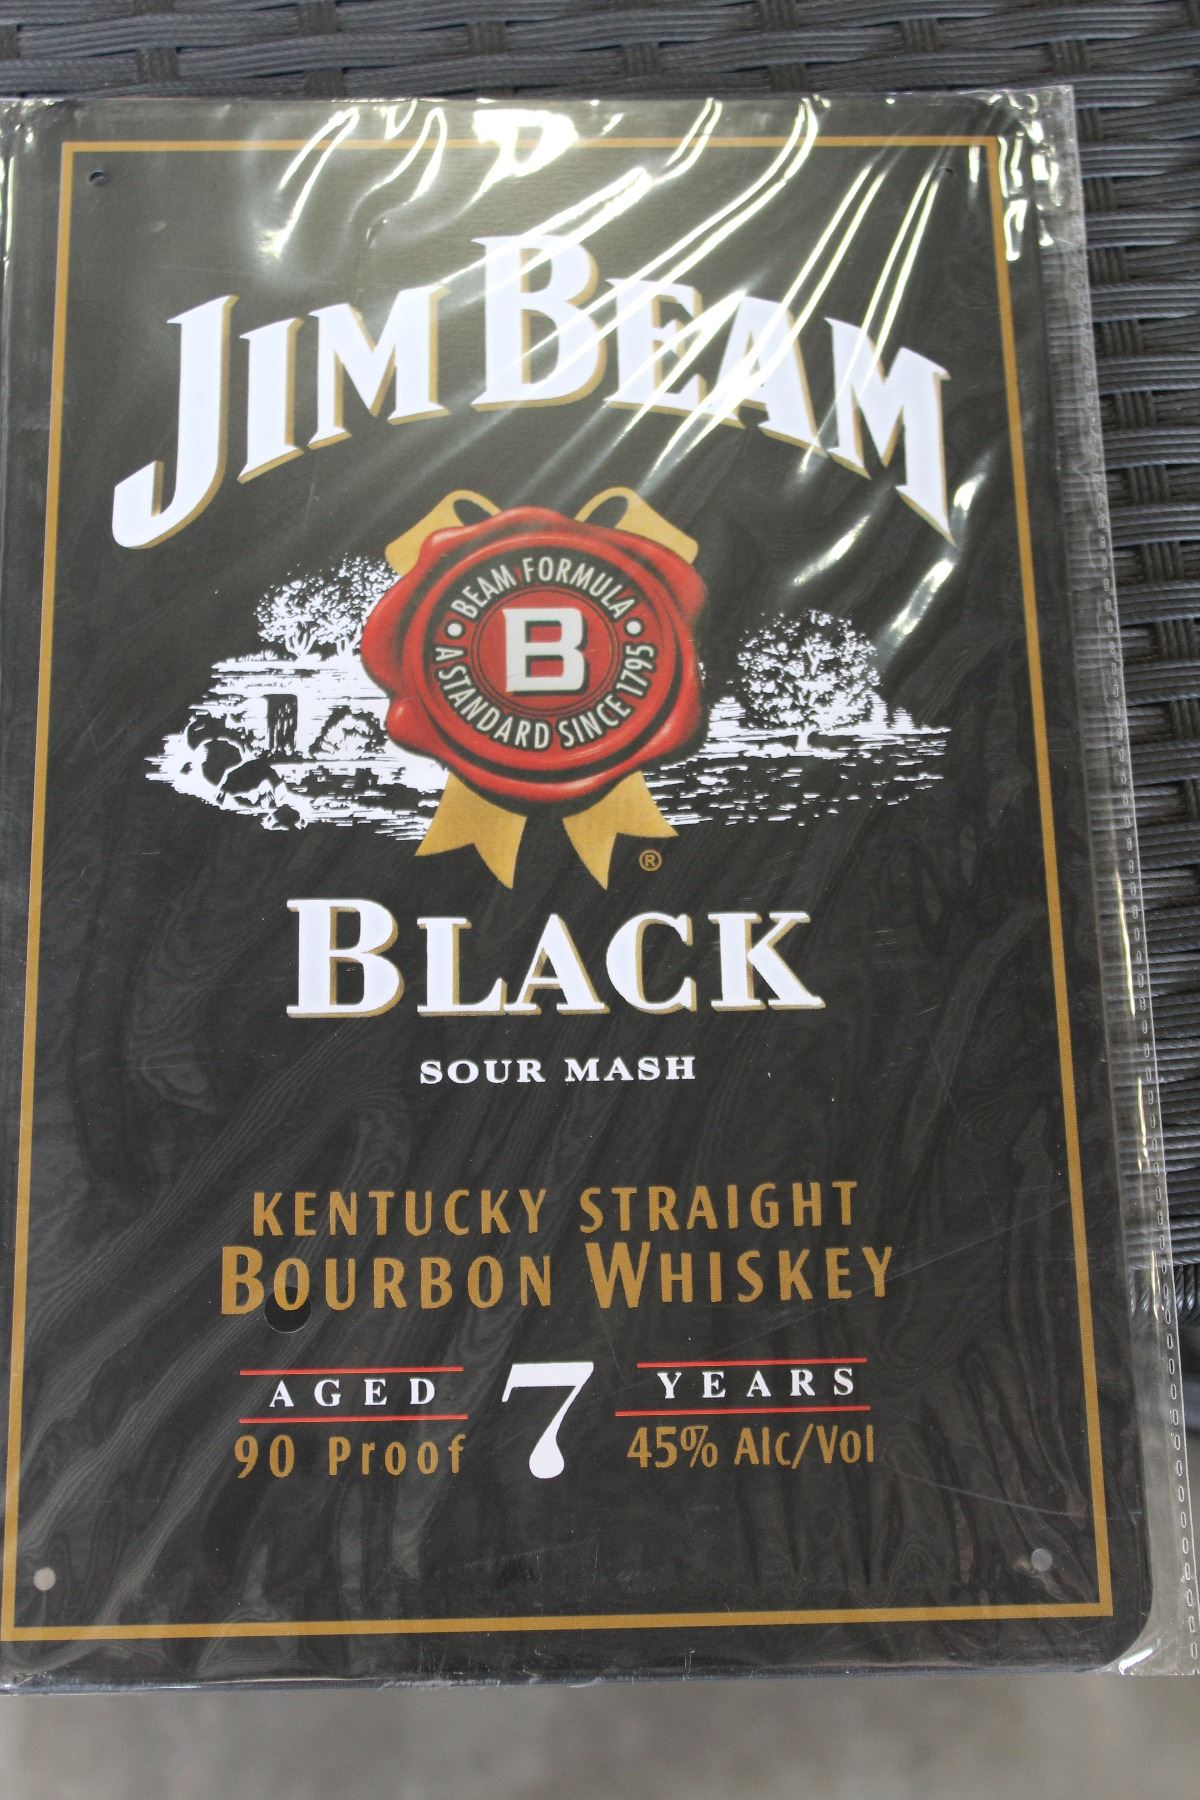 JIM BEAM
BEAM FORMULA
B
A STANDARD SINCE 1795
®
BLACK
SOUR MASH
KENTUCKY STRAIGHT
BOURBON WHISKEY
AGED 7 YEARS
90 Proof 45% Alc/Vol